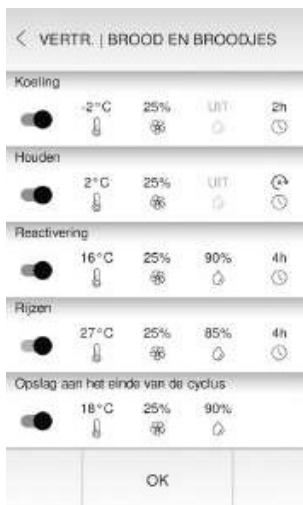 < VERTR. | BROOD EN BROODJES
Koeling
-2°C 25% UIT 2h
Houden
2°C 25% UIT
Reactivering
16°C 25% 90% 4h
Rijzen
27°C 25% 85% 4h
Opslag aan het einde van de cyclus
18°C 25% 90%
OK